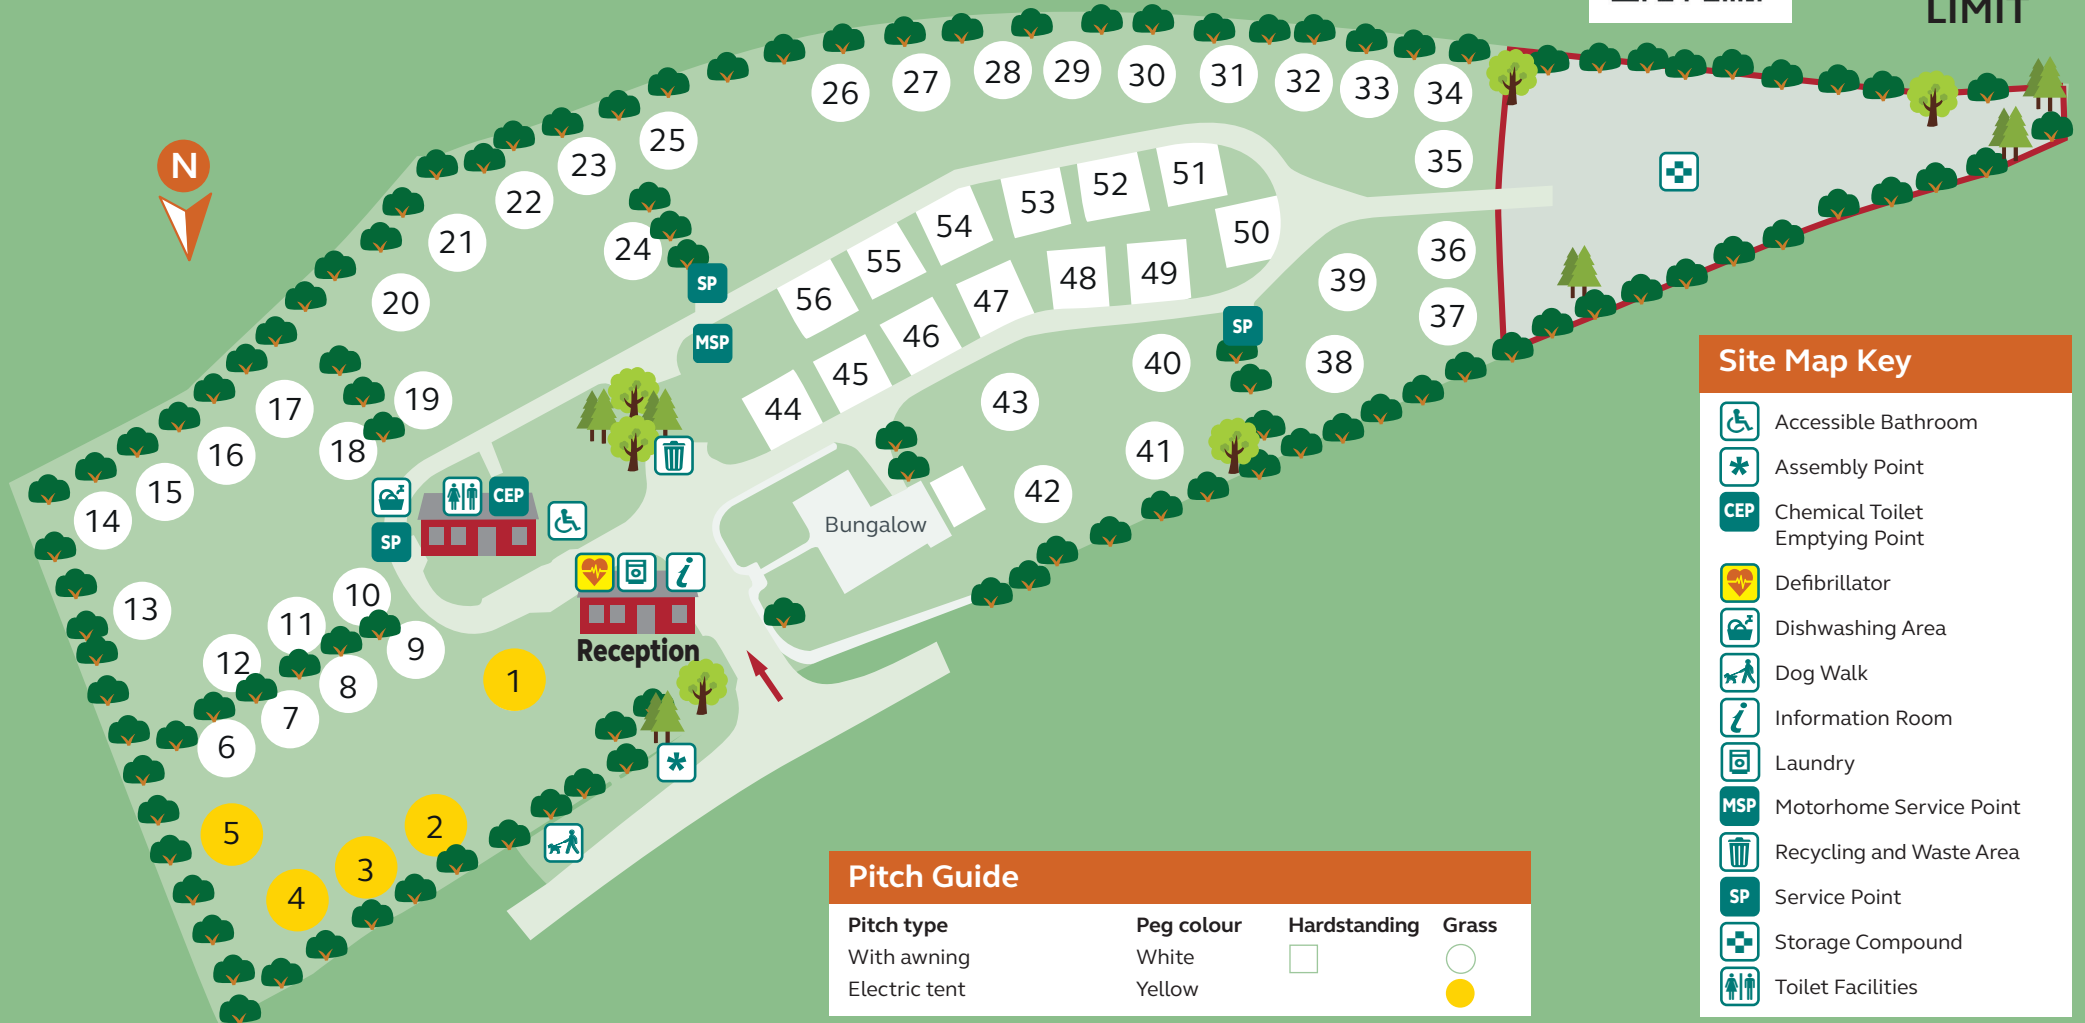 LIMIT
N
26
27
28
29
30
31
32
33
34
25
23
22
21
24
20
35
36
37
39
38
51
52
53
54
50
55
56
49
48
47
46
45
44
SP
MSP
SP
40
43
41
42
19
17
18
16
15
14
CEP
SP
Bungalow
13
10
11
12
9
8
7
6
1
Reception
5
2
3
4
Site Map Key
Accessible Bathroom
Assembly Point
CEP Chemical Toilet
Emptying Point
Defibrillator
Dishwashing Area
Dog Walk
Information Room
Laundry
MSP Motorhome Service Point
Recycling and Waste Area
SP Service Point
Storage Compound
Toilet Facilities
Pitch Guide
Pitch type Peg colour Hardstanding Grass
With awning White
Electric tent Yellow